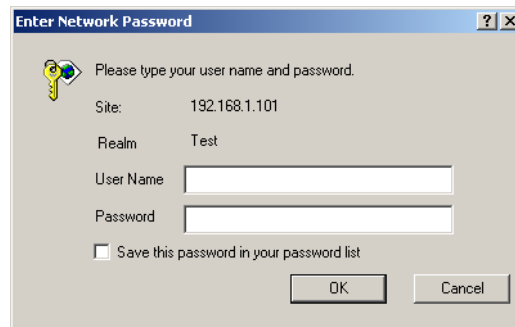 Enter Network Password
? X
Please type your user name and password.
Site: 192.168.1.101
Realm Test
User Name
Password
Save this password in your password list
OK Cancel